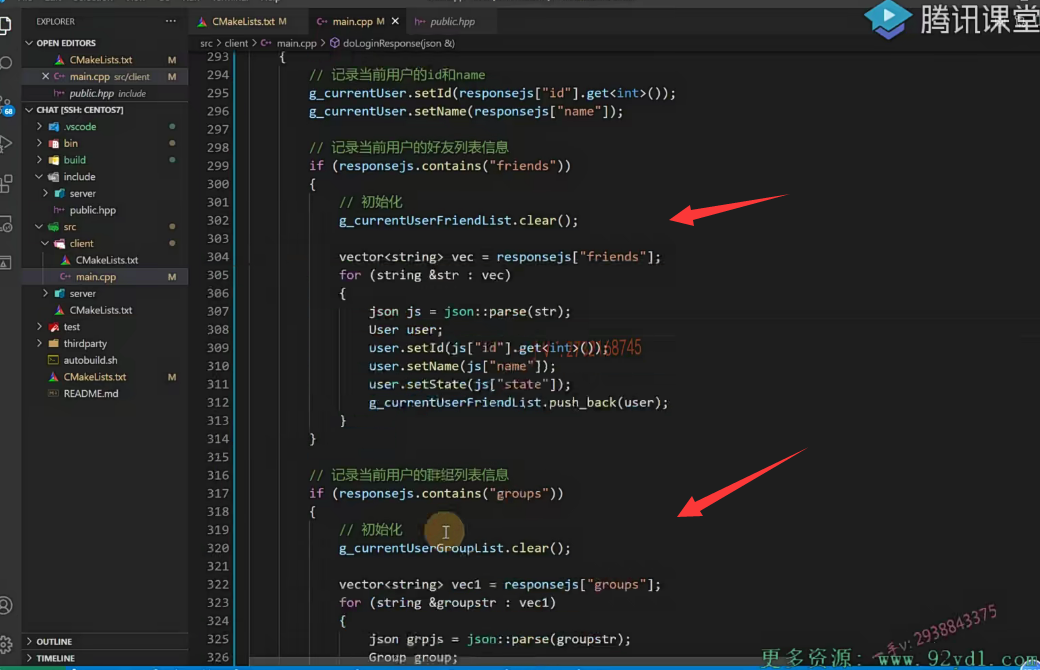 EXPLORER
OPEN EDITORS
CMakeLists.txt M
main.cpp src/client M
public.hpp include
CHAT [SSH: CENTOS7]
.vscode
bin
build
include
server
public.hpp
src
client
CMakeLists.txt
main.cpp M
server
CMakeLists.txt
test
thirdparty
autobuild.sh
CMakeLists.txt M
README.md
OUTLINE
TIMELINE
68
CMakeLists.txt M
main.cpp M
public.hpp
腾讯课堂
src > client > main.cpp > doLoginResponse(json &)
293 {
294 // 记录当前用户的id和name
295 g_currentUser.setId(responsejs["id"].get<int>());
296 g_currentUser.setName(responsejs["name"]);
297
298 // 记录当前用户的好友列表信息
299 if (responsejs.contains("friends"))
300 {
301 // 初始化
302 g_currentUserFriendList.clear();
303
304 vector<string> vec = responsejs["friends"];
305 for (string &str : vec)
306 {
307 json js = json::parse(str);
308 User user;
309 user.setId(js["id"].get<int>());
310 user.setName(js["name"]);
311 user.setState(js["state"]);
312 g_currentUserFriendList.push_back(user);
313 }
314 }
315
316 // 记录当前用户的群组列表信息
317 if (responsejs.contains("groups"))
318 {
319 // 初始化
320 g_currentUserGroupList.clear();
321
322 vector<string> vec1 = responsejs["groups"];
323 for (string &groupstr : vec1)
324 {
325 json grpjs = json::parse(groupstr);
326 Group group;
2938843375
更多资源: www.92vdl.com